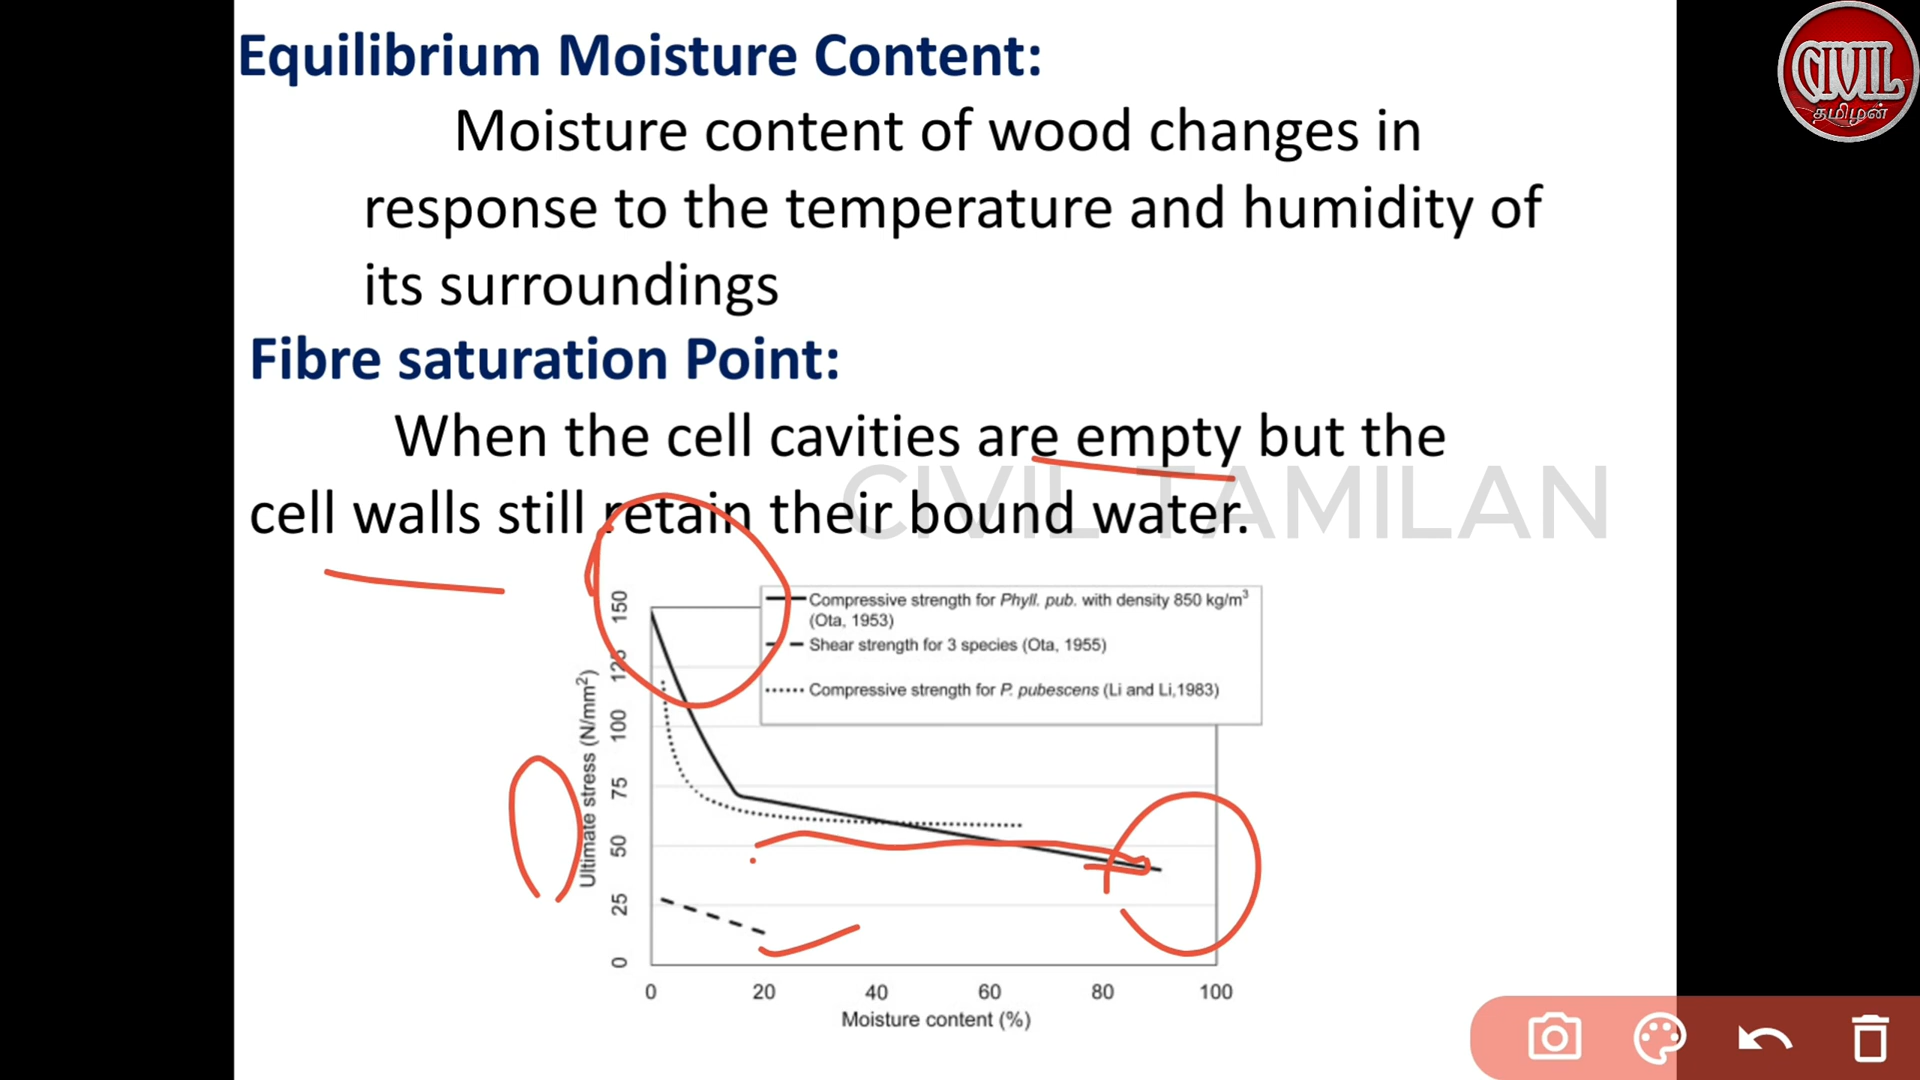 Equilibrium Moisture Content:
Moisture content of wood changes in
response to the temperature and humidity of
its surroundings
Fibre saturation Point:
When the cell cavities are empty but the
cell walls still retain their bound water.
CIVIL TAMILAN
CIVIL
தமிழன்
Compressive strength for Phyll. pub. with density 850 kg/m³
(Ota, 1953)
Shear strength for 3 species (Ota, 1955)
Compressive strength for P. pubescens (Li and Li,1983)
Ultimate stress (N/mm²)
150
125
100
75
50
25
0
0 20 40 60 80 100
Moisture content (%)